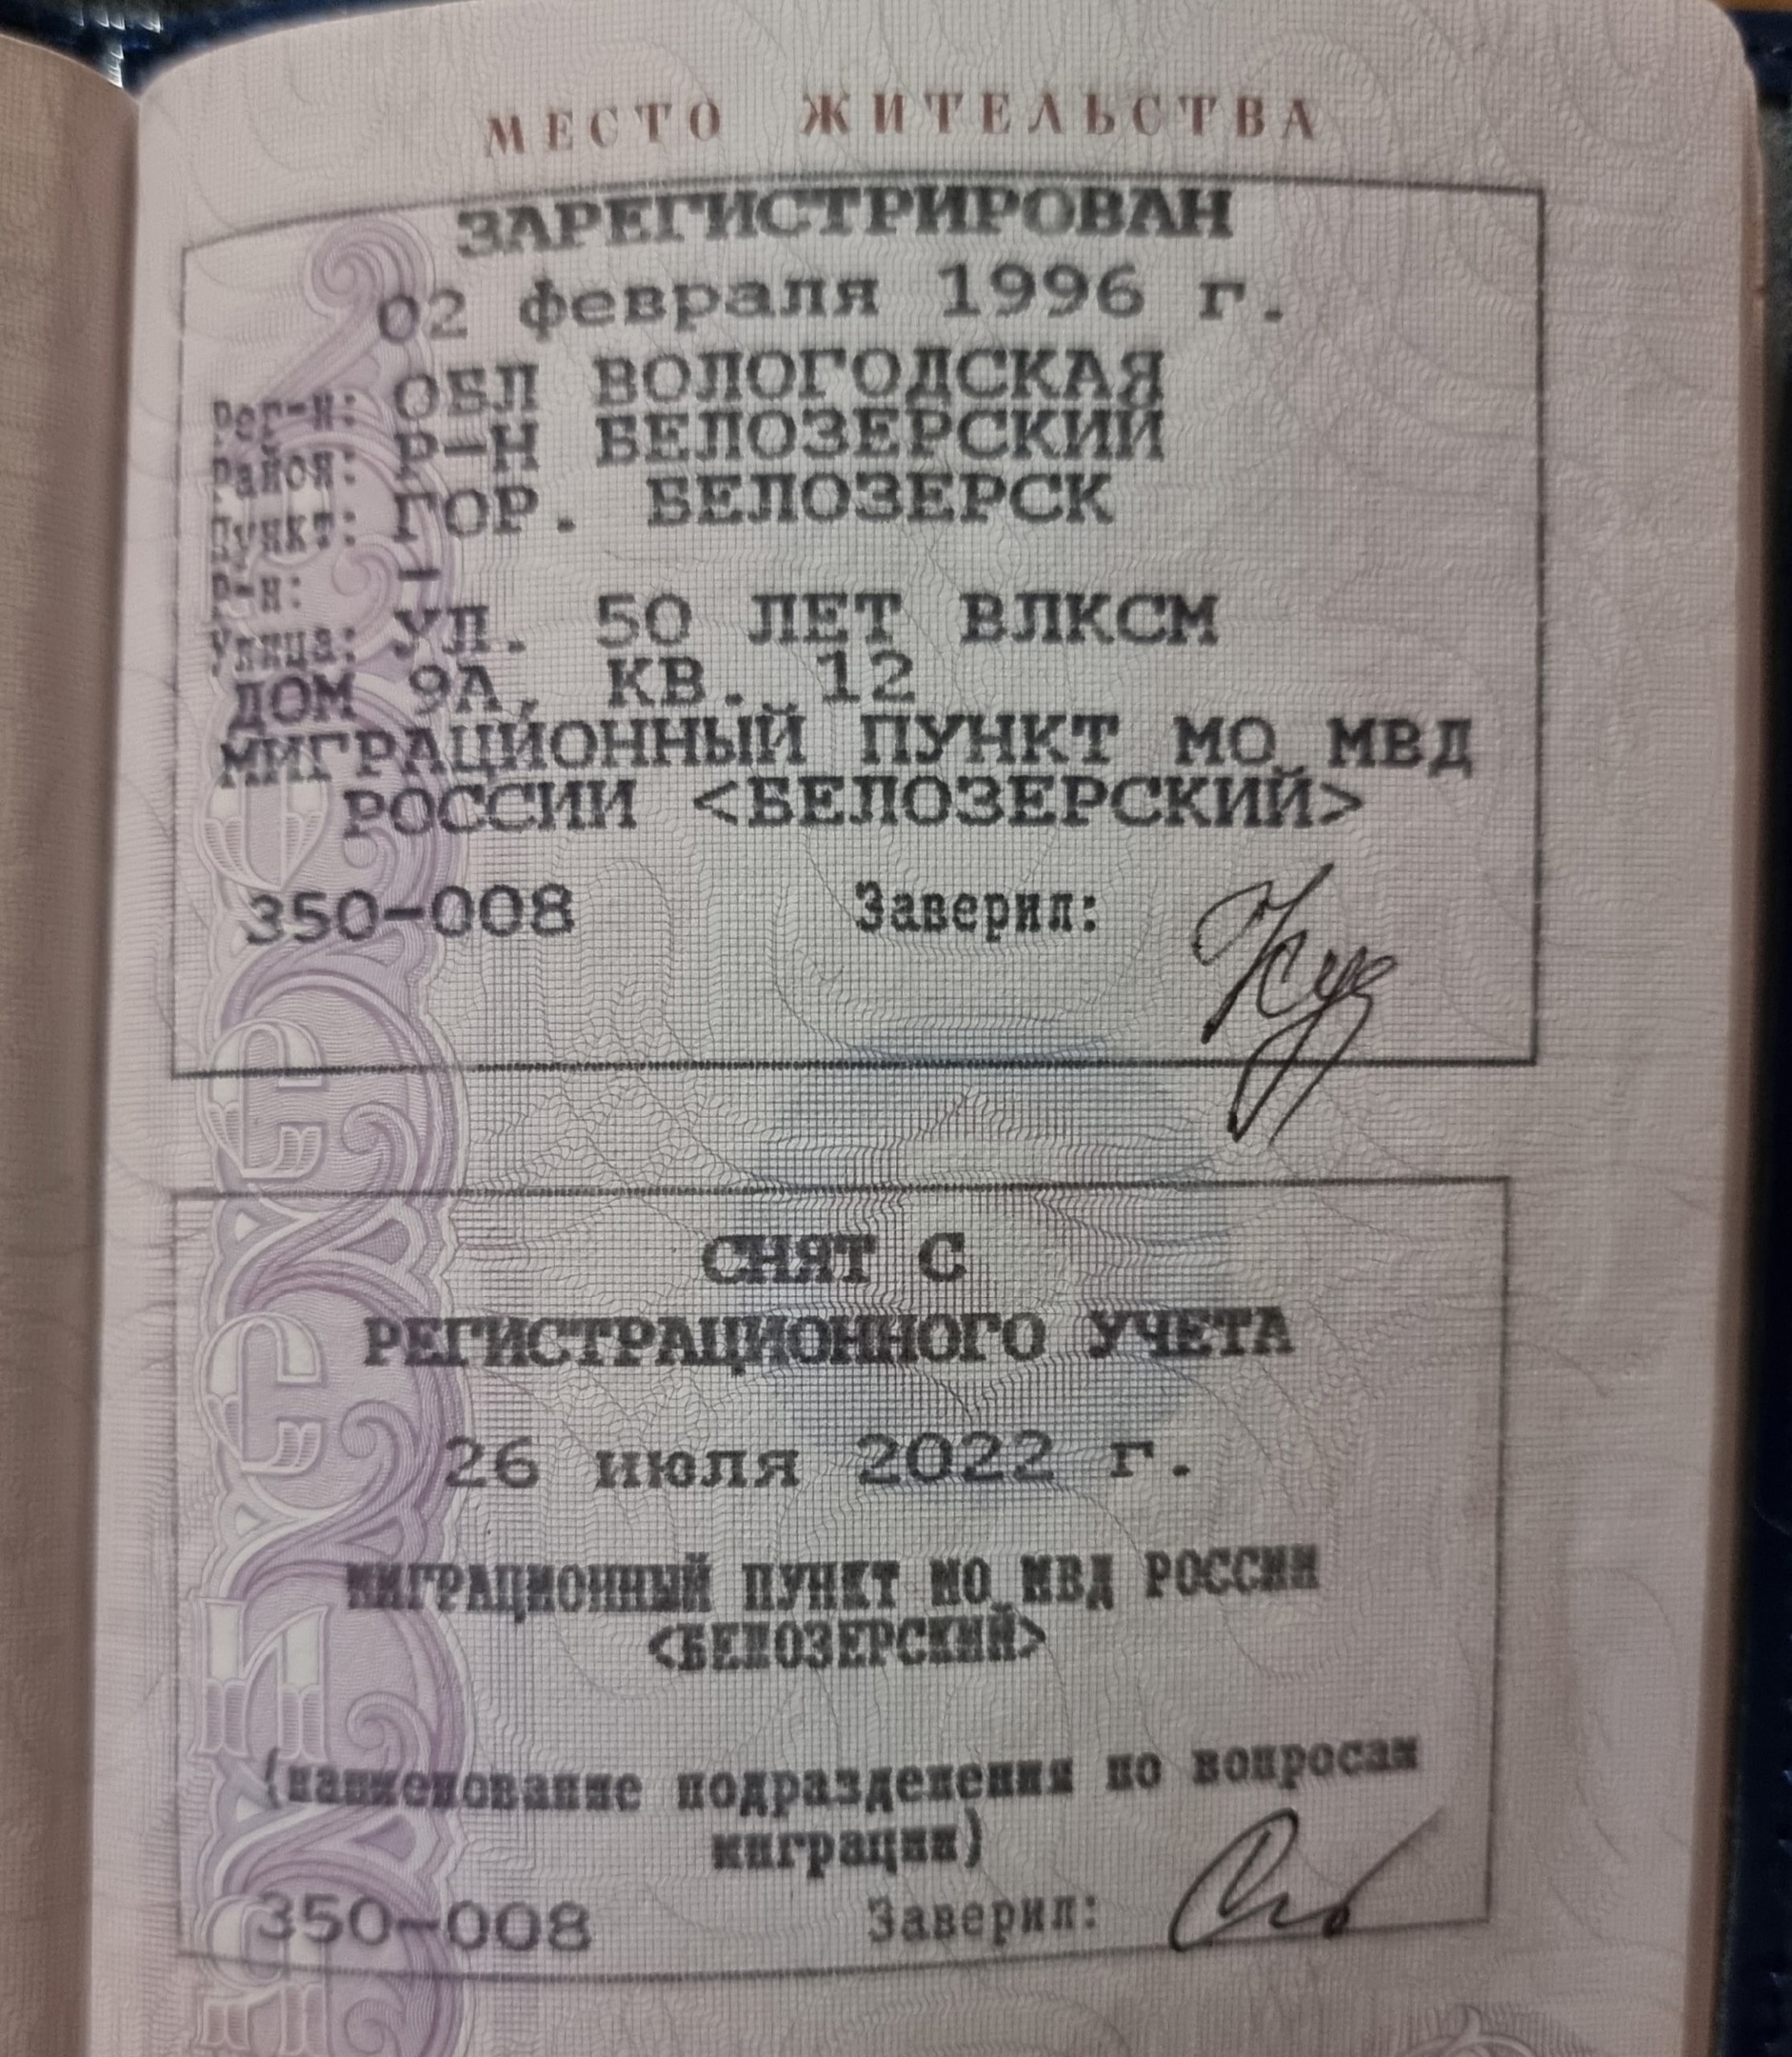 МЕСТО ЖИТЕЛЬСТВА
ЗАРЕГИСТРИРОВАН
02 февраля 1996 г.
Рег-н: ОБЛ ВОЛОГОДСКАЯ
Район: Р-Н БЕЛОЗЕРСКИЙ
Пункт: ГОР. БЕЛОЗЕРСК
Р-н: -
Улица: УЛ. 50 ЛЕТ ВЛКСМ
ДОМ 9А, КВ. 12
МИГРАЦИОННЫЙ ПУНКТ МО МВД
РОССИИ <БЕЛОЗЕРСКИЙ>
350-008 Заверил:
СНЯТ С
РЕГИСТРАЦИОННОГО УЧЕТА
26 июля 2022 г.
МИГРАЦИОННЫЙ ПУНКТ МО МВД РОССИИ
<БЕЛОЗЕРСКИЙ>
(наименование подразделения по вопросам
миграции)
350-008 Заверил: